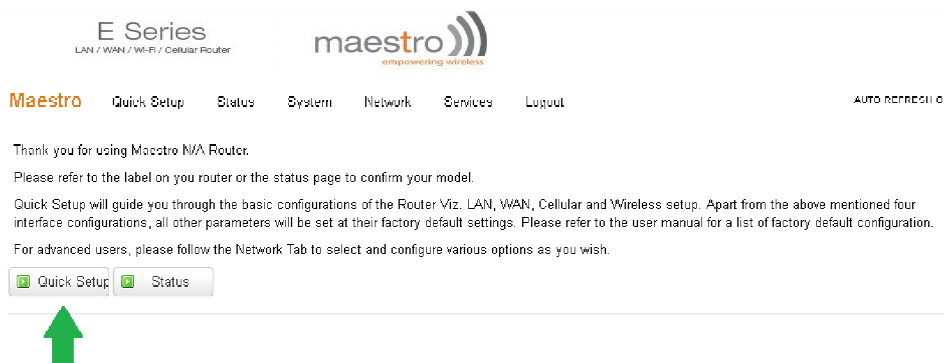 E Series
LAN / WAN / Wi-Fi / Cellular Router
maestro
empowering wireless
Maestro Quick Setup Status System Network Services Logout AUTO REFRESH O
Thank you for using Maestro N/A Router.
Please refer to the label on you router or the status page to confirm your model.
Quick Setup will guide you through the basic configurations of the Router Viz. LAN, WAN, Cellular and Wireless setup. Apart from the above mentioned four
interface configurations, all other parameters will be set at their factory default settings. Please refer to the user manual for a list of factory default configuration.
For advanced users, please follow the Network Tab to select and configure various options as you wish.
Quick Setup Status